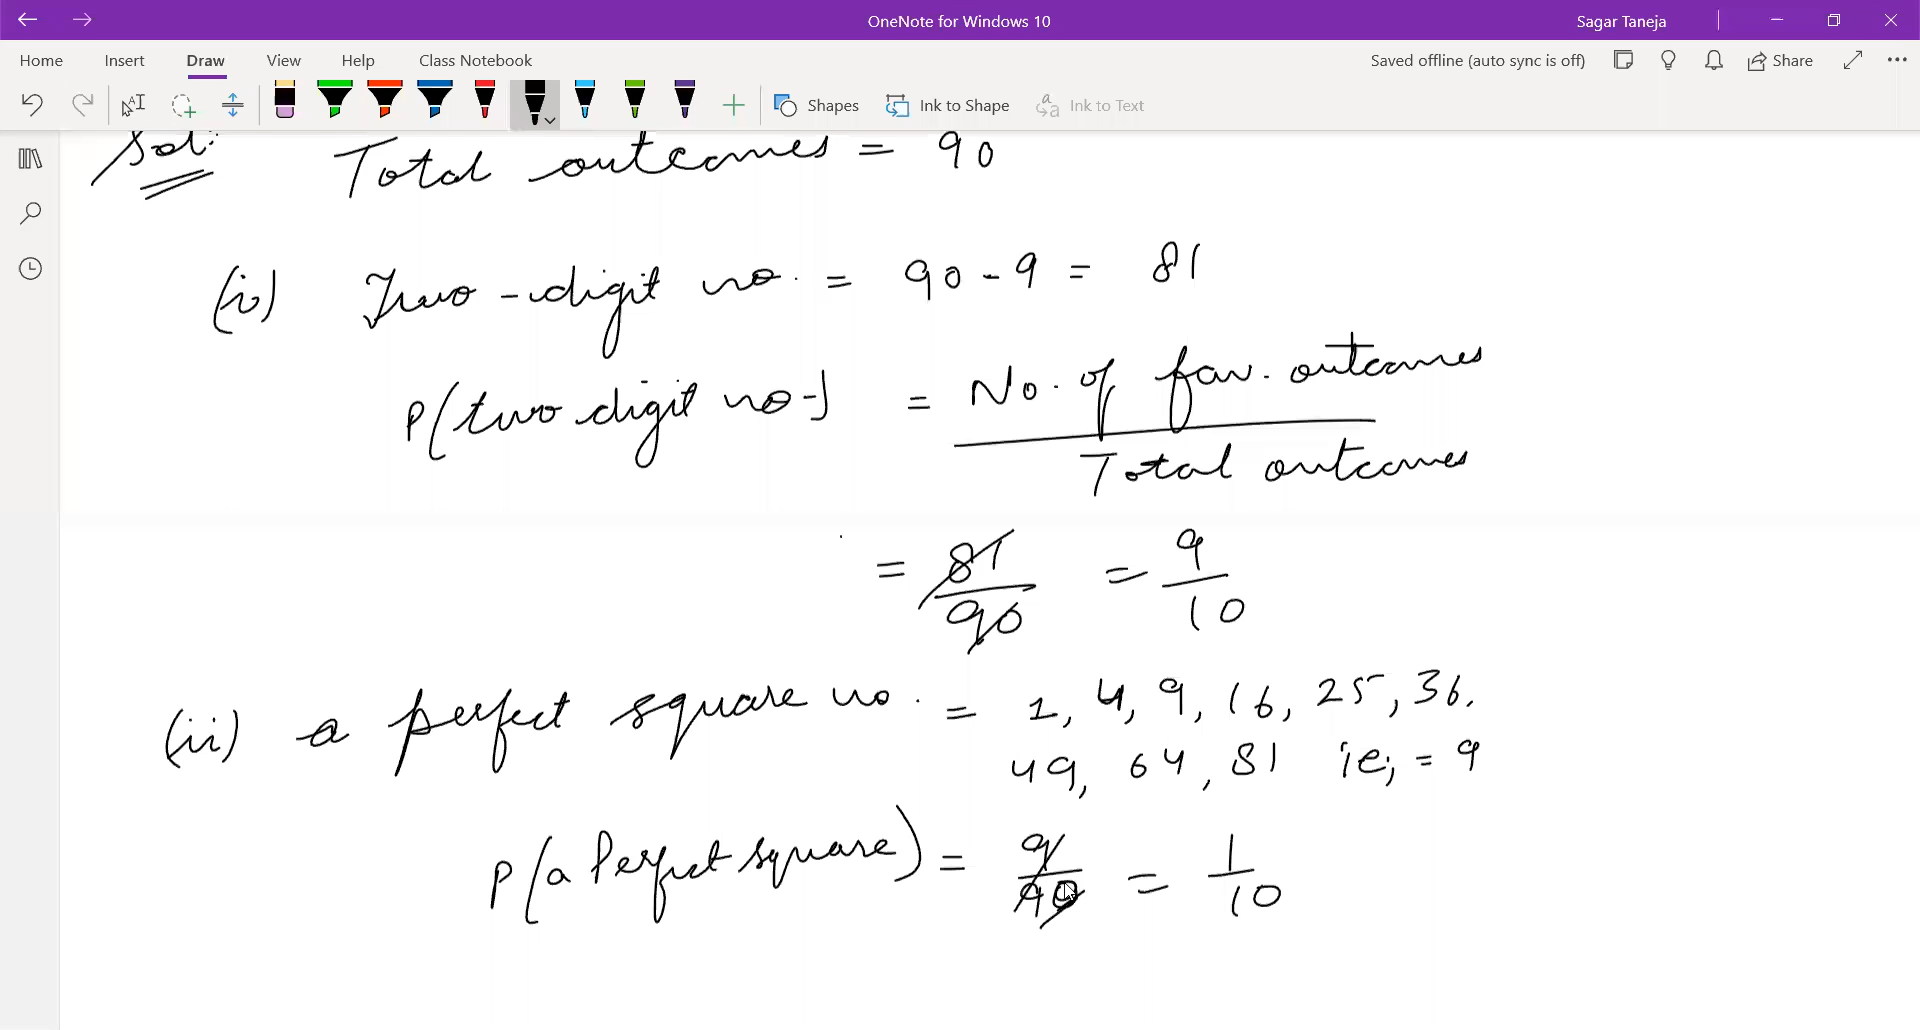 OneNote for Windows 10
Sagar Taneja
Home Insert Draw View Help Class Notebook
Saved offline (auto sync is off) Share
Shapes Ink to Shape Ink to Text
Sol: Total outcomes = 90
(i) Two-digit no. = 90 - 9 = 81
P(two digit no.) = No. of fav. outcomes
Total outcomes
= 81/90 = 9/10
(ii) a perfect square no. = 1, 4, 9, 16, 25, 36,
49, 64, 81 ie, = 9
P(a Perfect square) = 9/90 = 1/10